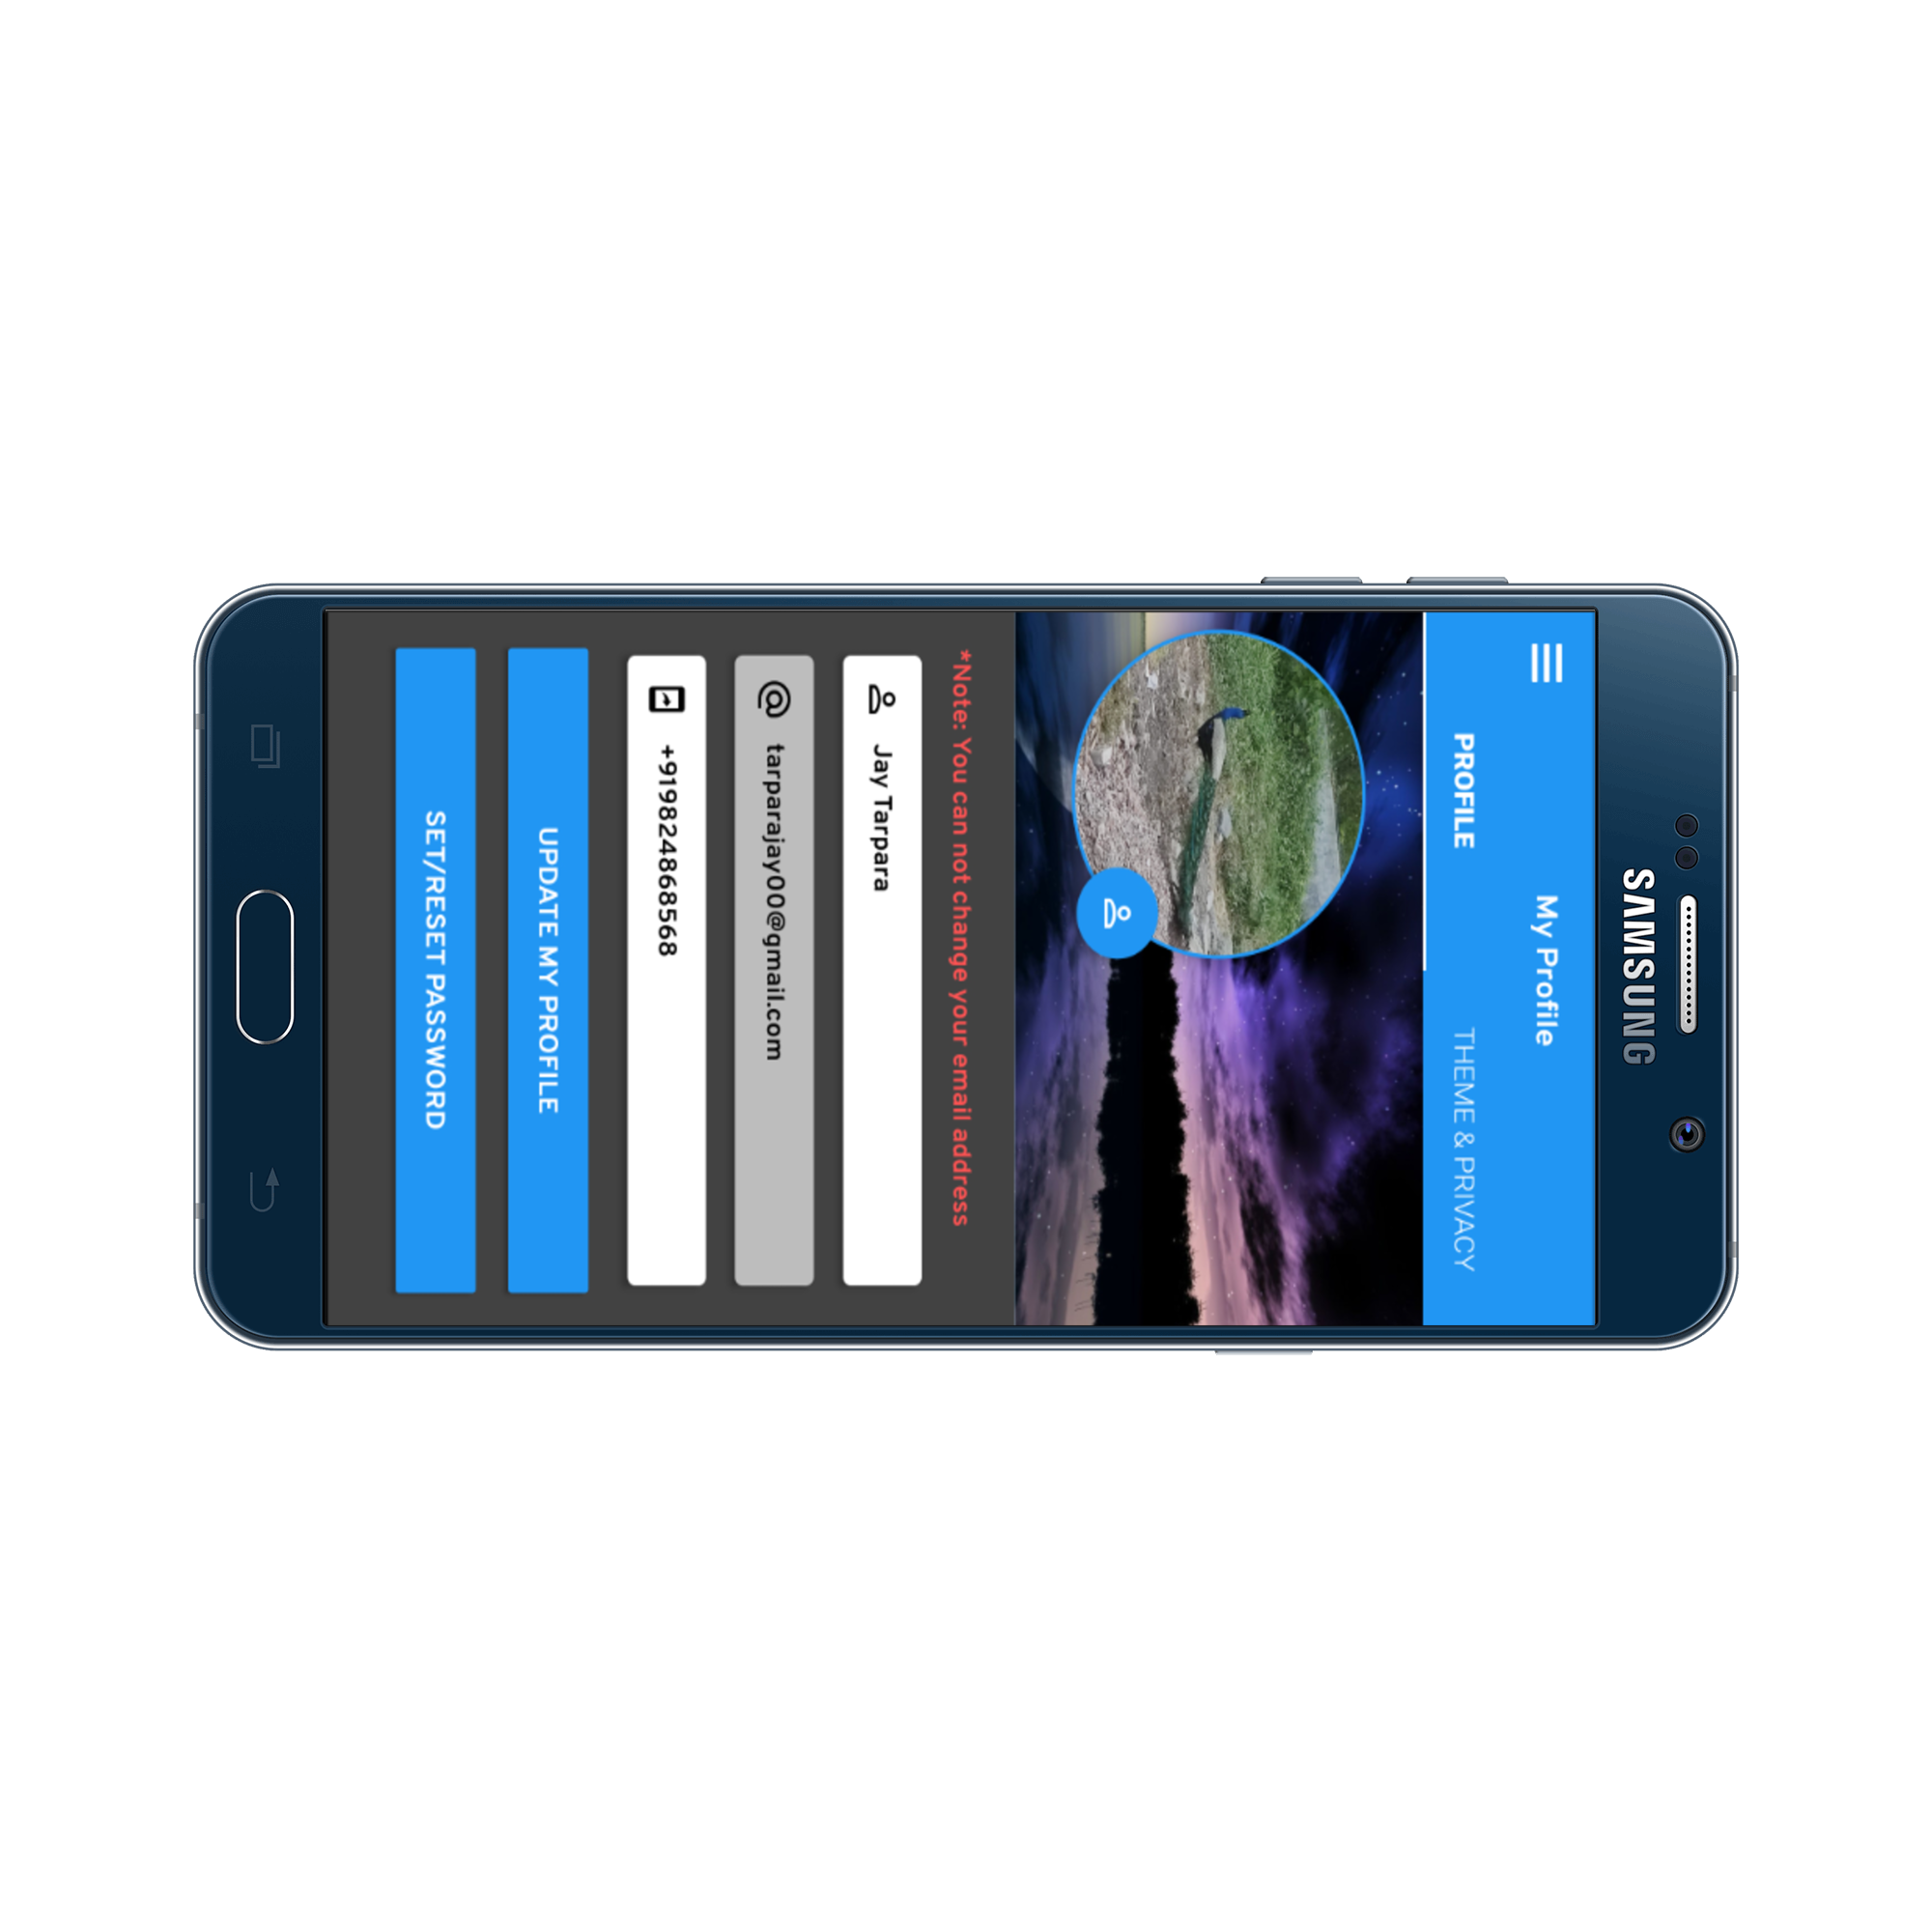 SAMSUNG
My Profile
PROFILE
THEME & PRIVACY
*Note: You can not change your email address
Jay Tarpara
tarparajay00@gmail.com
+919824868568
UPDATE MY PROFILE
SET/RESET PASSWORD